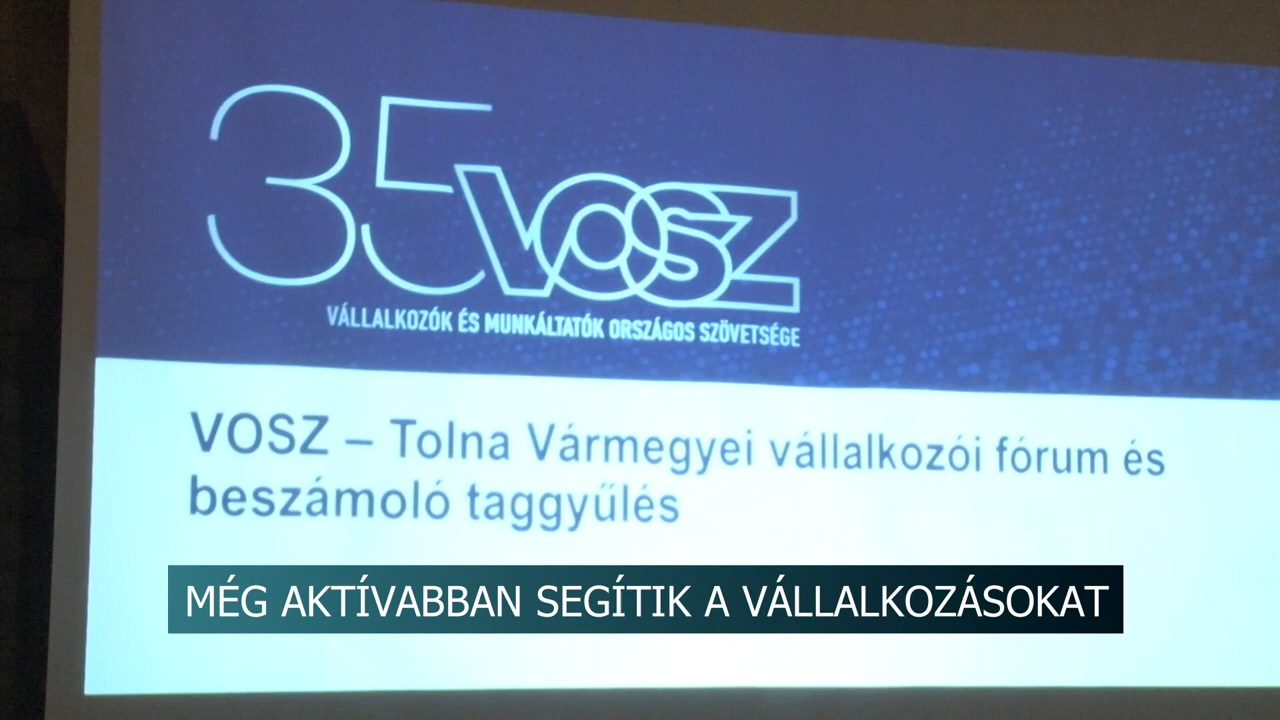 35 VOSZ
VÁLLALKOZÓK ÉS MUNKÁLTATÓK ORSZÁGOS SZÖVETSÉGE
VOSZ – Tolna Vármegyei vállalkozói fórum és
beszámoló taggyűlés
MÉG AKTÍVABBAN SEGÍTIK A VÁLLALKOZÁSOKAT